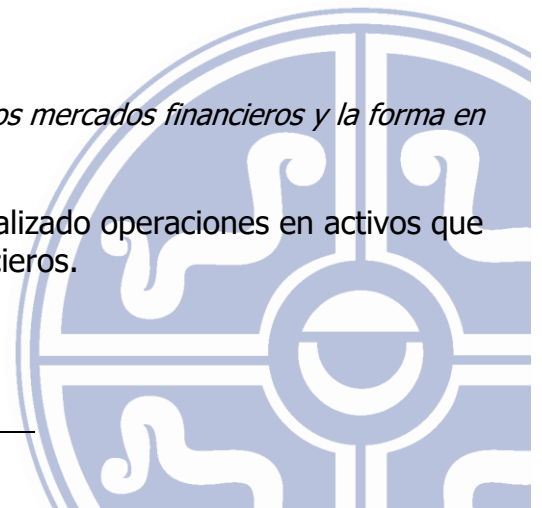 os mercados financieros y la forma en
alizado operaciones en activos que
cieros.